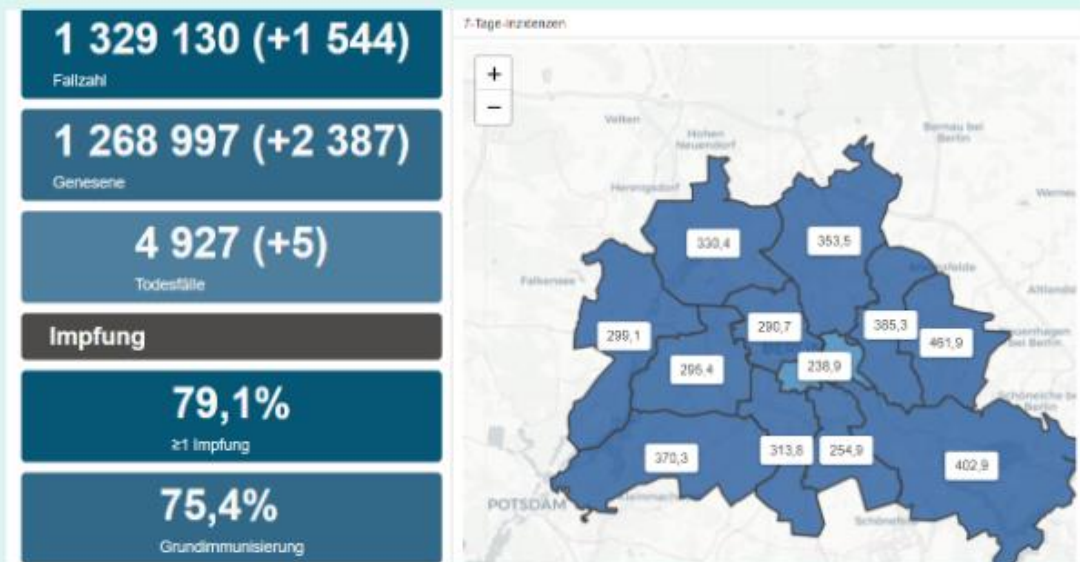 1 329 130 (+1 544)
Fallzahl
1 268 997 (+2 387)
Genesene
4 927 (+5)
Todesfälle
Impfung
79,1%
≥1 Impfung
75,4%
Grundimmunisierung
7-Tage-Inzidenzen
+
−
Velten
Hohen
Neuendorf
Bernau bei
Berlin
Hennigsdorf
330,4
353,5
Falkensee
299,1
290,7
385,3
461,9
295,4
238,9
370,3
313,8
254,9
402,9
POTSDAM